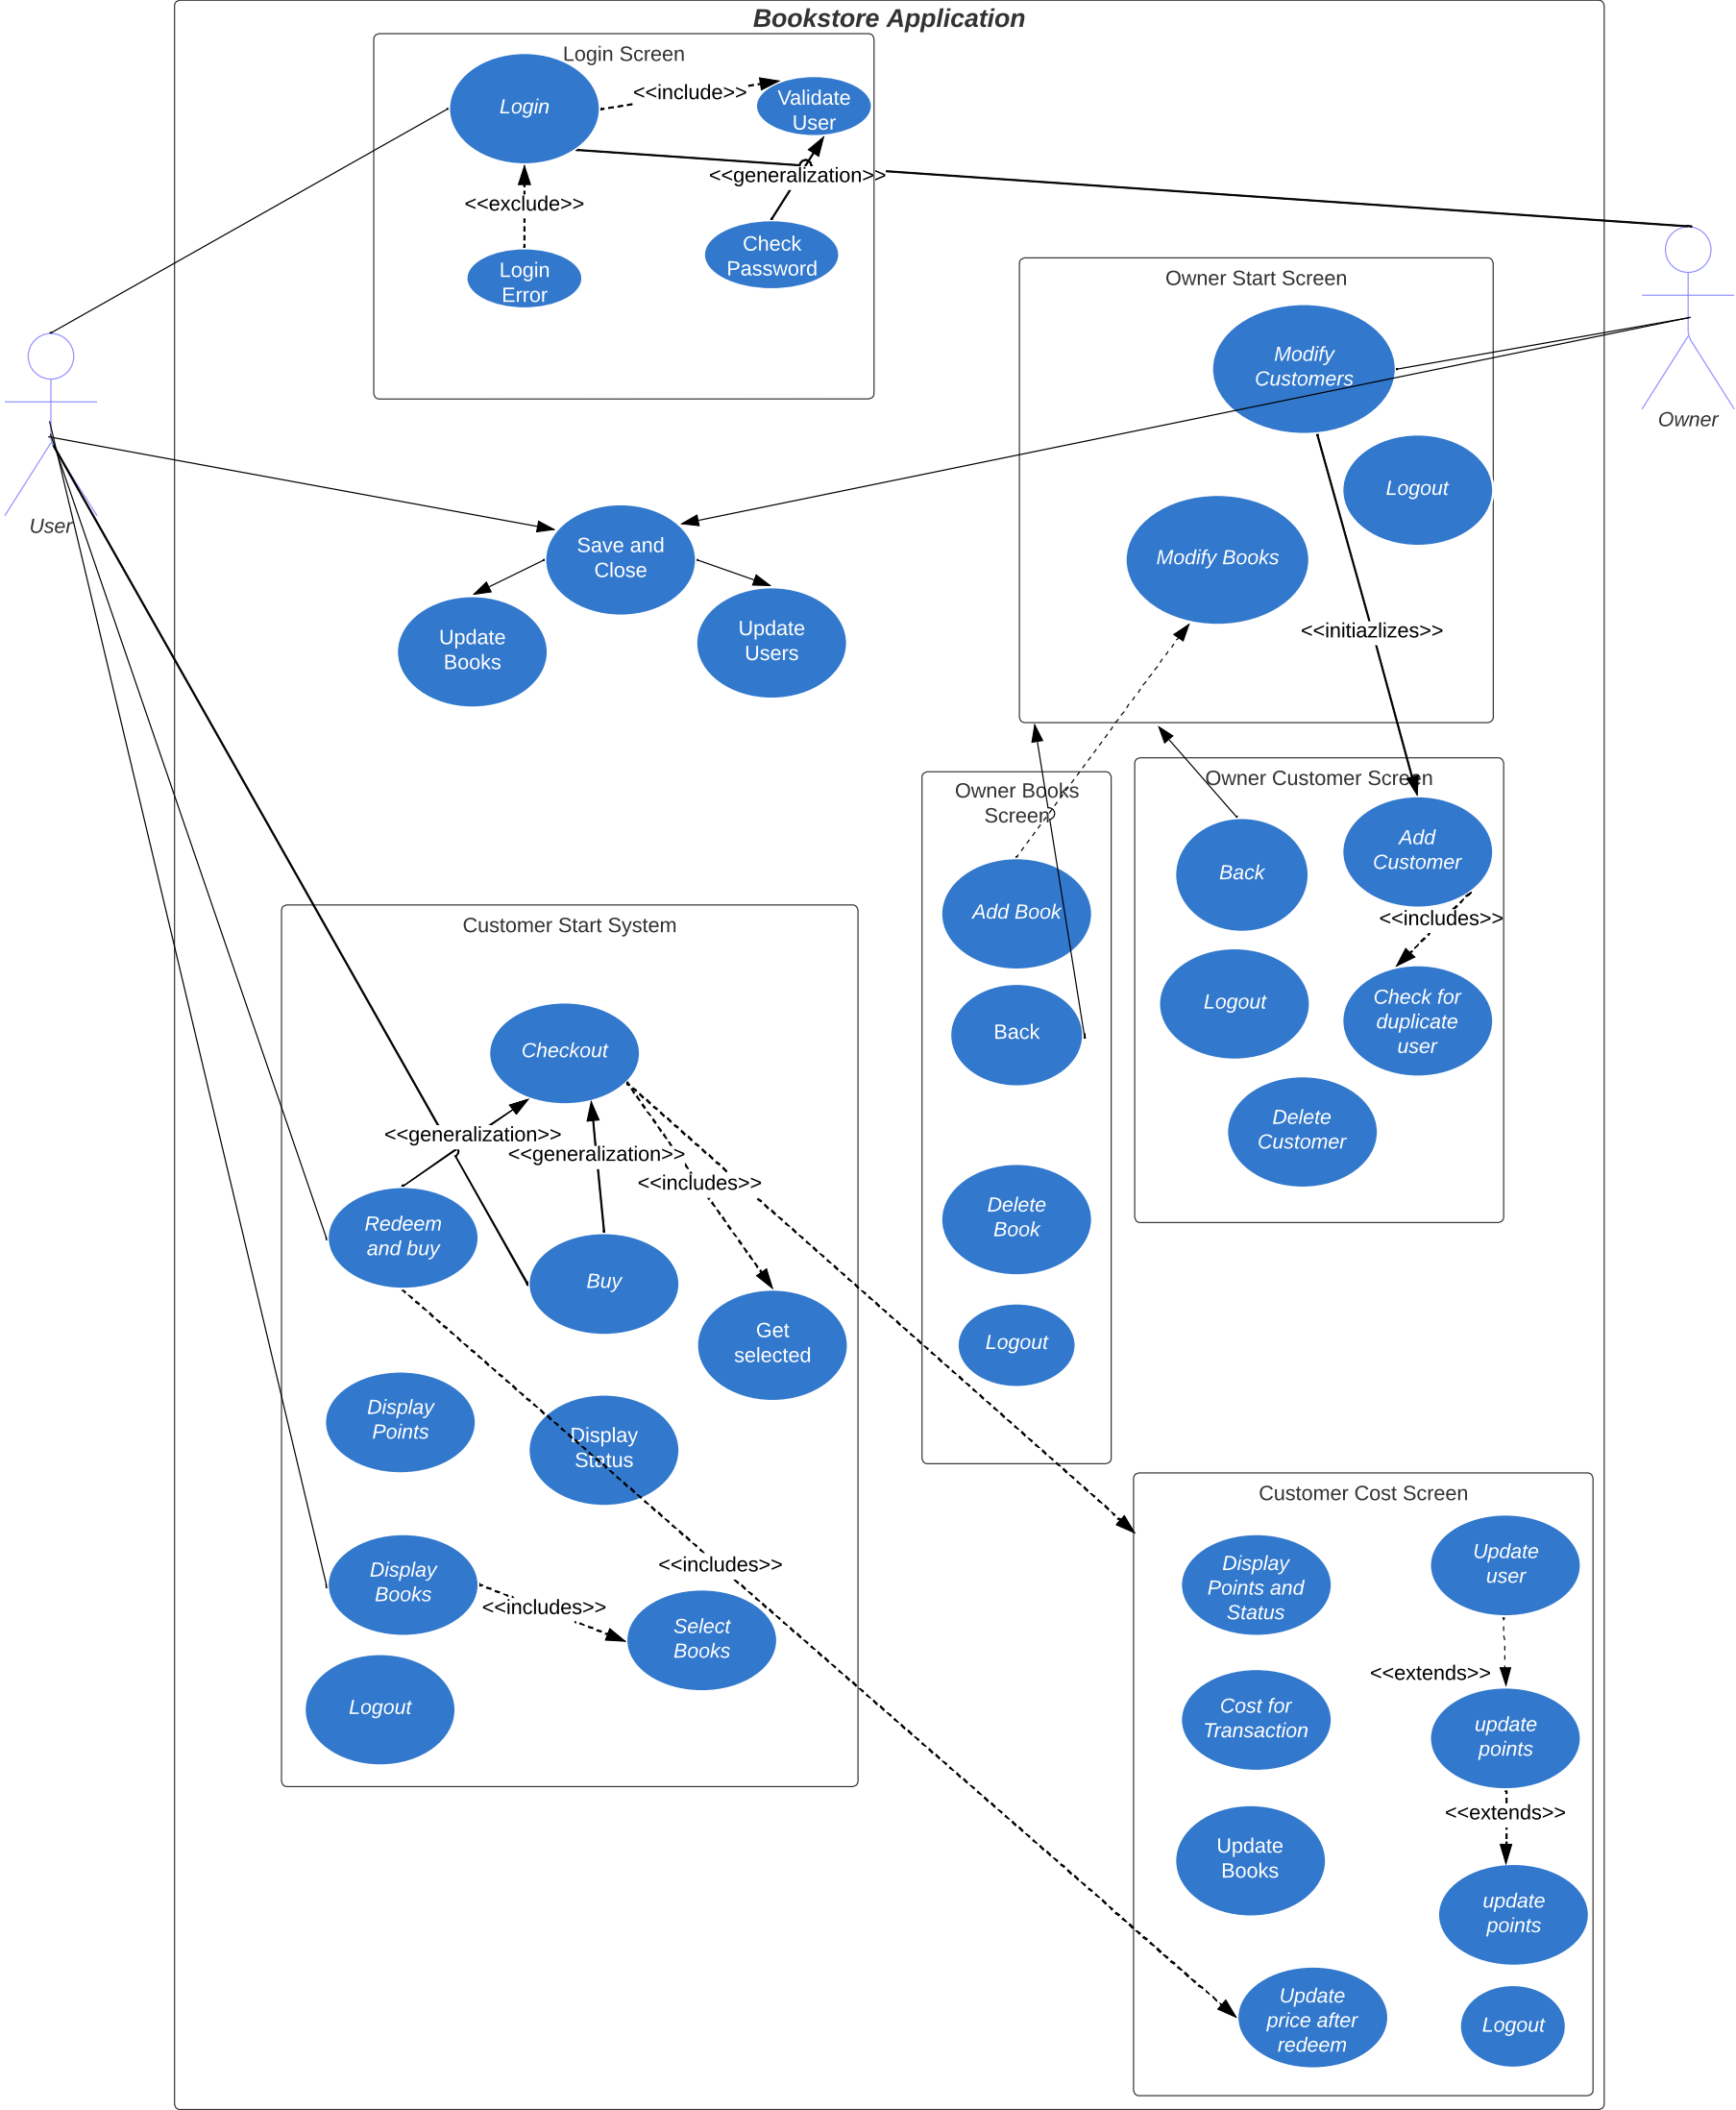 Bookstore Application
Login Screen
Login
<<include>>
Validate
User
<<generalization>>
<<exclude>>
Login
Error
Check
Password
User
Owner
Owner Start Screen
Modify
Customers
Logout
Modify Books
<<initiazlizes>>
Save and
Close
Update
Books
Update
Users
Owner Books
Screen
Add Book
Back
Delete
Book
Logout
Owner Customer Screen
Back
Add
Customer
<<includes>>
Logout
Check for
duplicate
user
Delete
Customer
Customer Start System
Checkout
<<generalization>>
<<generalization>>
<<includes>>
Redeem
and buy
Buy
Get
selected
Display
Points
Display
Status
<<includes>>
Display
Books
<<includes>>
Select
Books
Logout
Customer Cost Screen
Display
Points and
Status
Update
user
<<extends>>
Cost for
Transaction
update
points
<<extends>>
Update
Books
update
points
Update
price after
redeem
Logout